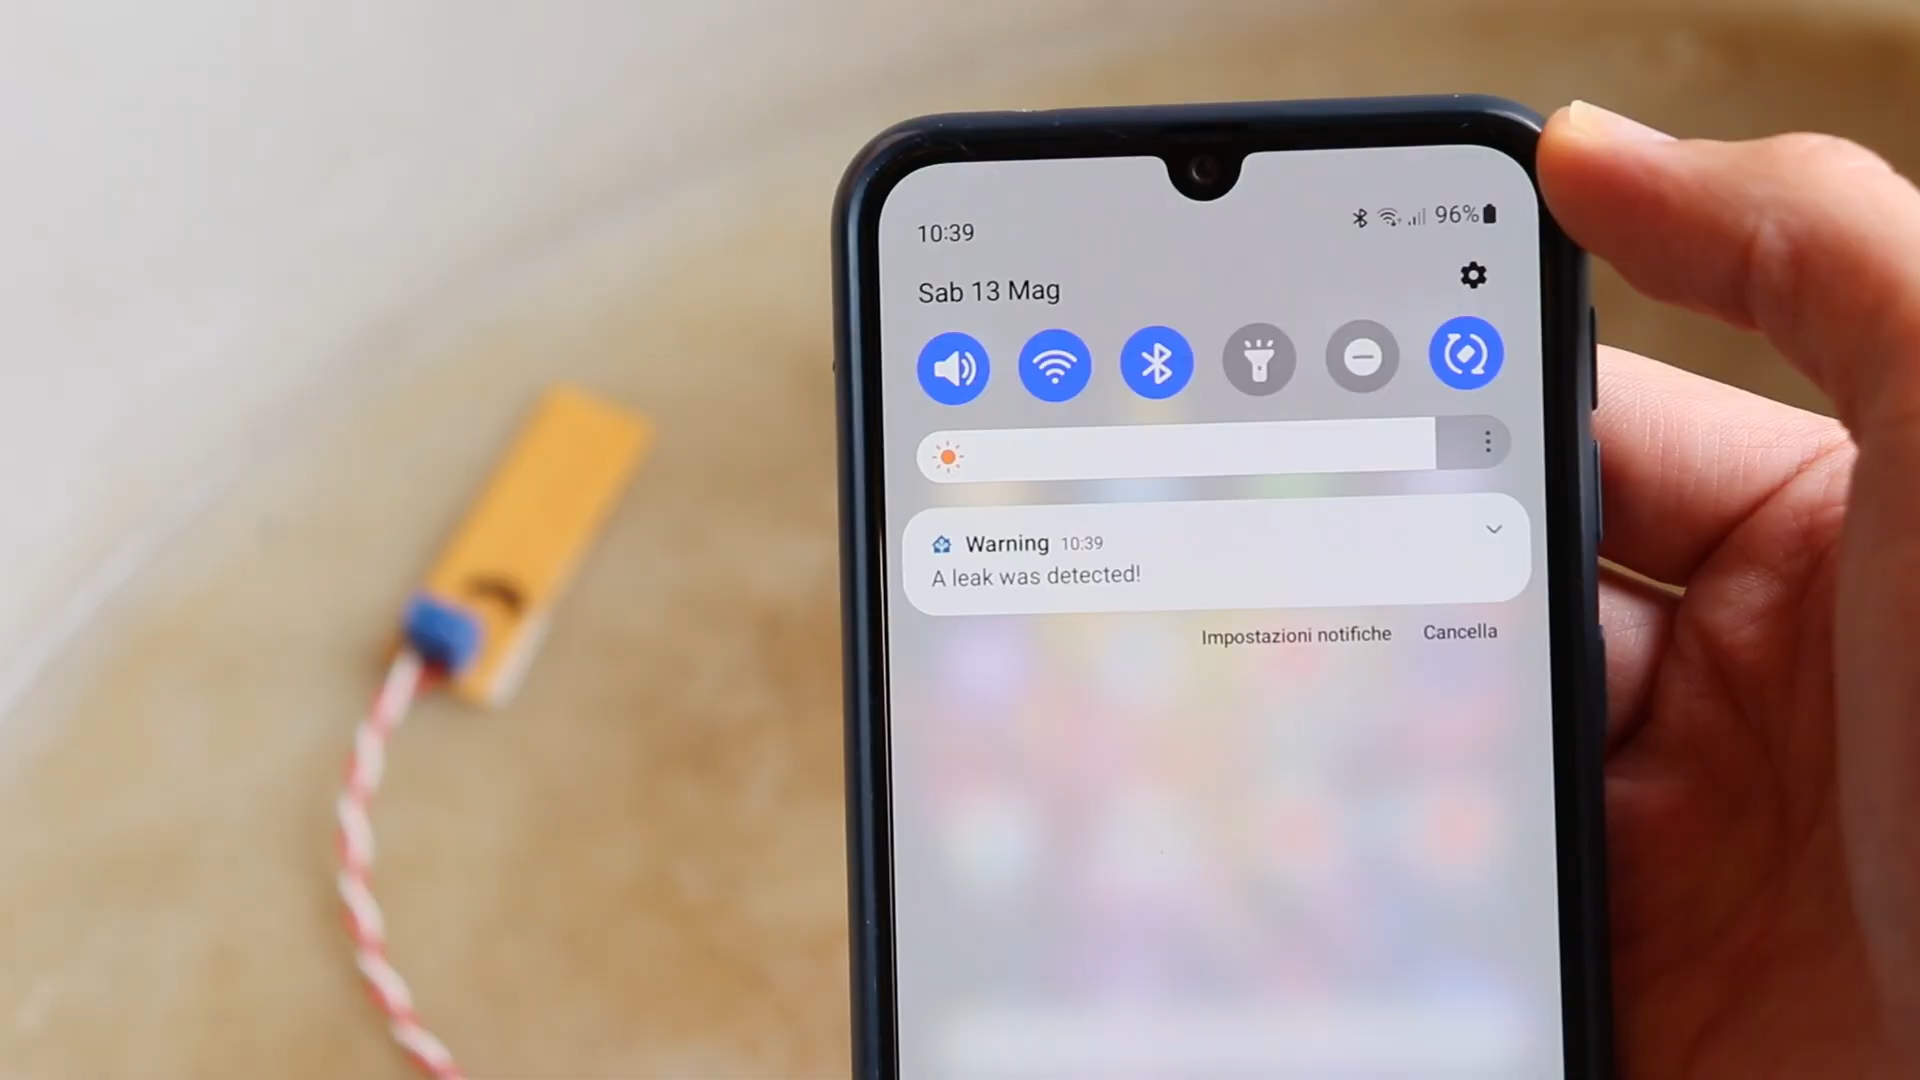 10:39
96%
Sab 13 Mag
Warning 10:39
A leak was detected!
Impostazioni notifiche Cancella